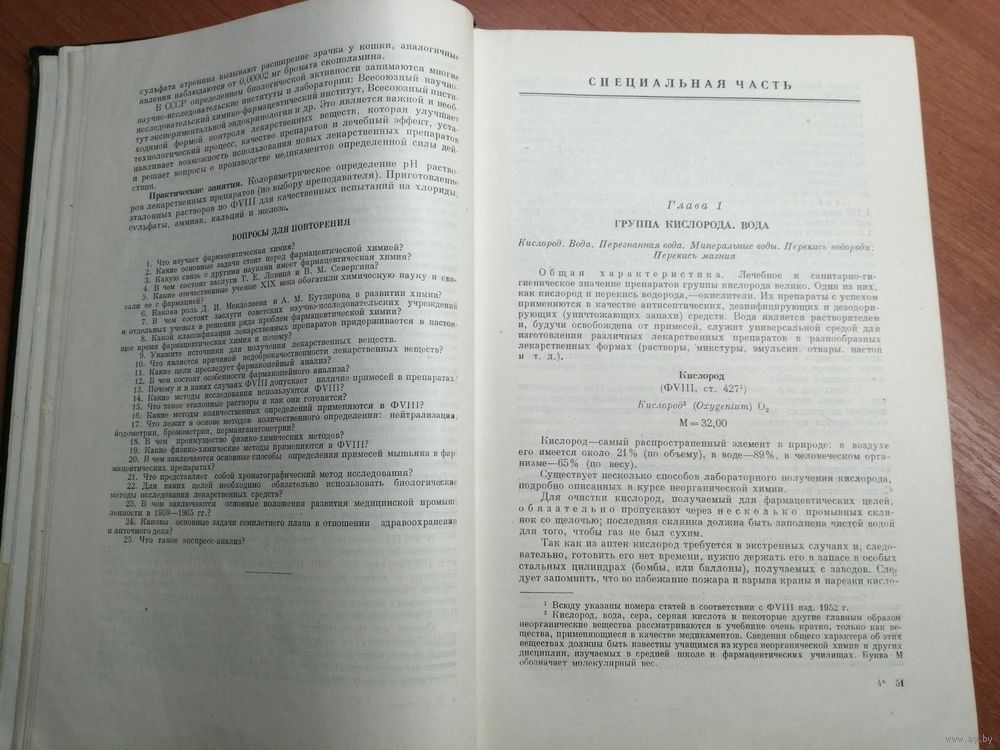 сульфата атропина вызывают расширение зрачка у кошки, аналогичные
явления наблюдаются от 0,00002 мг бромата скополамина.
В СССР определением биологической активности занимаются многие
научно-исследовательские институты и лаборатории: Всесоюзный научно-
исследовательский химико-фармацевтический институт, Всесоюзный инсти-
тут экспериментальной эндокринологии и др. Это является важной и необ-
ходимой формой контроля лекарственных веществ, которая улучшает
технологический процесс, качество препаратов и лечебный эффект, уста-
навливает возможность использования новых лекарственных препаратов
и решает вопросы о производстве медикаментов определенной силы дей-
ствия.
Практические занятия. Колориметрическое определение pH раство-
ров лекарственных препаратов (по выбору преподавателя). Приготовление
эталонных растворов по ФVIII для качественных испытаний на хлориды,
сульфаты, аммиак, кальций и железо.
ВОПРОСЫ ДЛЯ ПОВТОРЕНИЯ
1. Что изучает фармацевтическая химия?
2. Какие основные задачи стоят перед фармацевтической химией?
3. Какую связь с другими науками имеет фармацевтическая химия?
4. В чем состоят заслуги Т. Е. Ловица и В. М. Севергина?
5. Какие отечественные ученые XIX века обогатили химическую науку и свя-
зали ее с фармацией?
6. Какова роль Д. И. Менделеева и А. М. Бутлерова в развитии химии?
7. В чем состоят заслуги советских научно-исследовательских учреждений
и отдельных ученых в решении ряда проблем фармацевтической химии?
8. Какой классификации лекарственных препаратов придерживается в настоя-
щее время фармацевтическая химия и почему?
9. Укажите источники для получения лекарственных веществ.
10. Что является причиной недоброкачественности лекарственных веществ?
11. Какие цели преследует фармакопейный анализ?
12. В чем состоят особенности фармакопейного анализа?
13. Почему и в каких случаях ФVIII допускает наличие примесей в препаратах?
14. Какие методы исследования используются ФVIII?
15. Что такое эталонные растворы и как они готовятся?
16. Какие методы количественных определений применяются в ФVIII?
17. Что лежит в основе методов количественного определения: нейтрализация,
йодометрии, бромометрии, перманганатометрии?
18. В чем преимущество физико-химических методов?
19. Какие физико-химические методы применяются в ФVIII?
20. В чем заключаются основные способы определения примесей мышьяка в фар-
мацевтических препаратах?
21. Что представляет собой хроматографический метод исследования?
22. Для каких целей необходимо обязательно использовать биологические
методы исследования лекарственных средств?
23. В чем заключаются основные положения развития медицинской промыш-
ленности в 1959—1965 гг.?
24. Каковы основные задачи семилетнего плана в отношении здравоохранения
и аптечного дела?
25. Что такое экспресс-анализ?
СПЕЦИАЛЬНАЯ ЧАСТЬ
Глава 1
ГРУППА КИСЛОРОДА. ВОДА
Кислород. Вода. Перегнанная вода. Минеральные воды. Перекись водорода.
Перекись магния
Общая характеристика. Лечебное и санитарно-ги-
гиеническое значение препаратов группы кислорода велико. Один из них,
как кислород и перекись водорода,—окислители. Их препараты с успехом
применяются в качестве антисептических, дезинфицирующих и дезодори-
рующих (уничтожающих запахи) средств. Вода является растворителем
и, будучи освобождена от примесей, служит универсальной средой для
изготовления различных лекарственных препаратов в разнообразных
лекарственных формах (растворы, микстуры, эмульсии, отвары, настои
и т. д.).
Кислород
(ФVIII, ст. 427¹)
Кислород² (Oxygenium) O₂
M=32,00
Кислород—самый распространенный элемент в природе: в воздухе
его имеется около 21% (по объему), в воде—89%, в человеческом орга-
низме—65% (по весу).
Существует несколько способов лабораторного получения кислорода,
подробно описанных в курсе неорганической химии.
Для очистки кислород, получаемый для фармацевтических целей,
обязательно пропускают через несколько промывных скля-
нок со щелочью; последняя склянка должна быть заполнена чистой водой
для того, чтобы газ не был сухим.
Так как из аптек кислород требуется в экстренных случаях и, следо-
вательно, готовить его нет времени, нужно держать его в запасе в особых
стальных цилиндрах (бомбы, или баллоны), получаемых с заводов. Сле-
дует запомнить, что во избежание пожара и взрыва краны и нарезки кисло-
¹ Всюду указаны номера статей в соответствии с ФVIII изд. 1952 г.
² Кислород, вода, сера, серная кислота и некоторые другие главным образом
неорганические вещества рассматриваются в учебнике очень кратко, только как ве-
щества, применяющиеся в качестве медикаментов. Сведения общего характера об этих
веществах должны быть известны учащимся из курса неорганической химии и других
дисциплин, изучаемых в средней школе и фармацевтических училищах. Буква М
обозначает молекулярный вес.
4* 51
www.ay.by